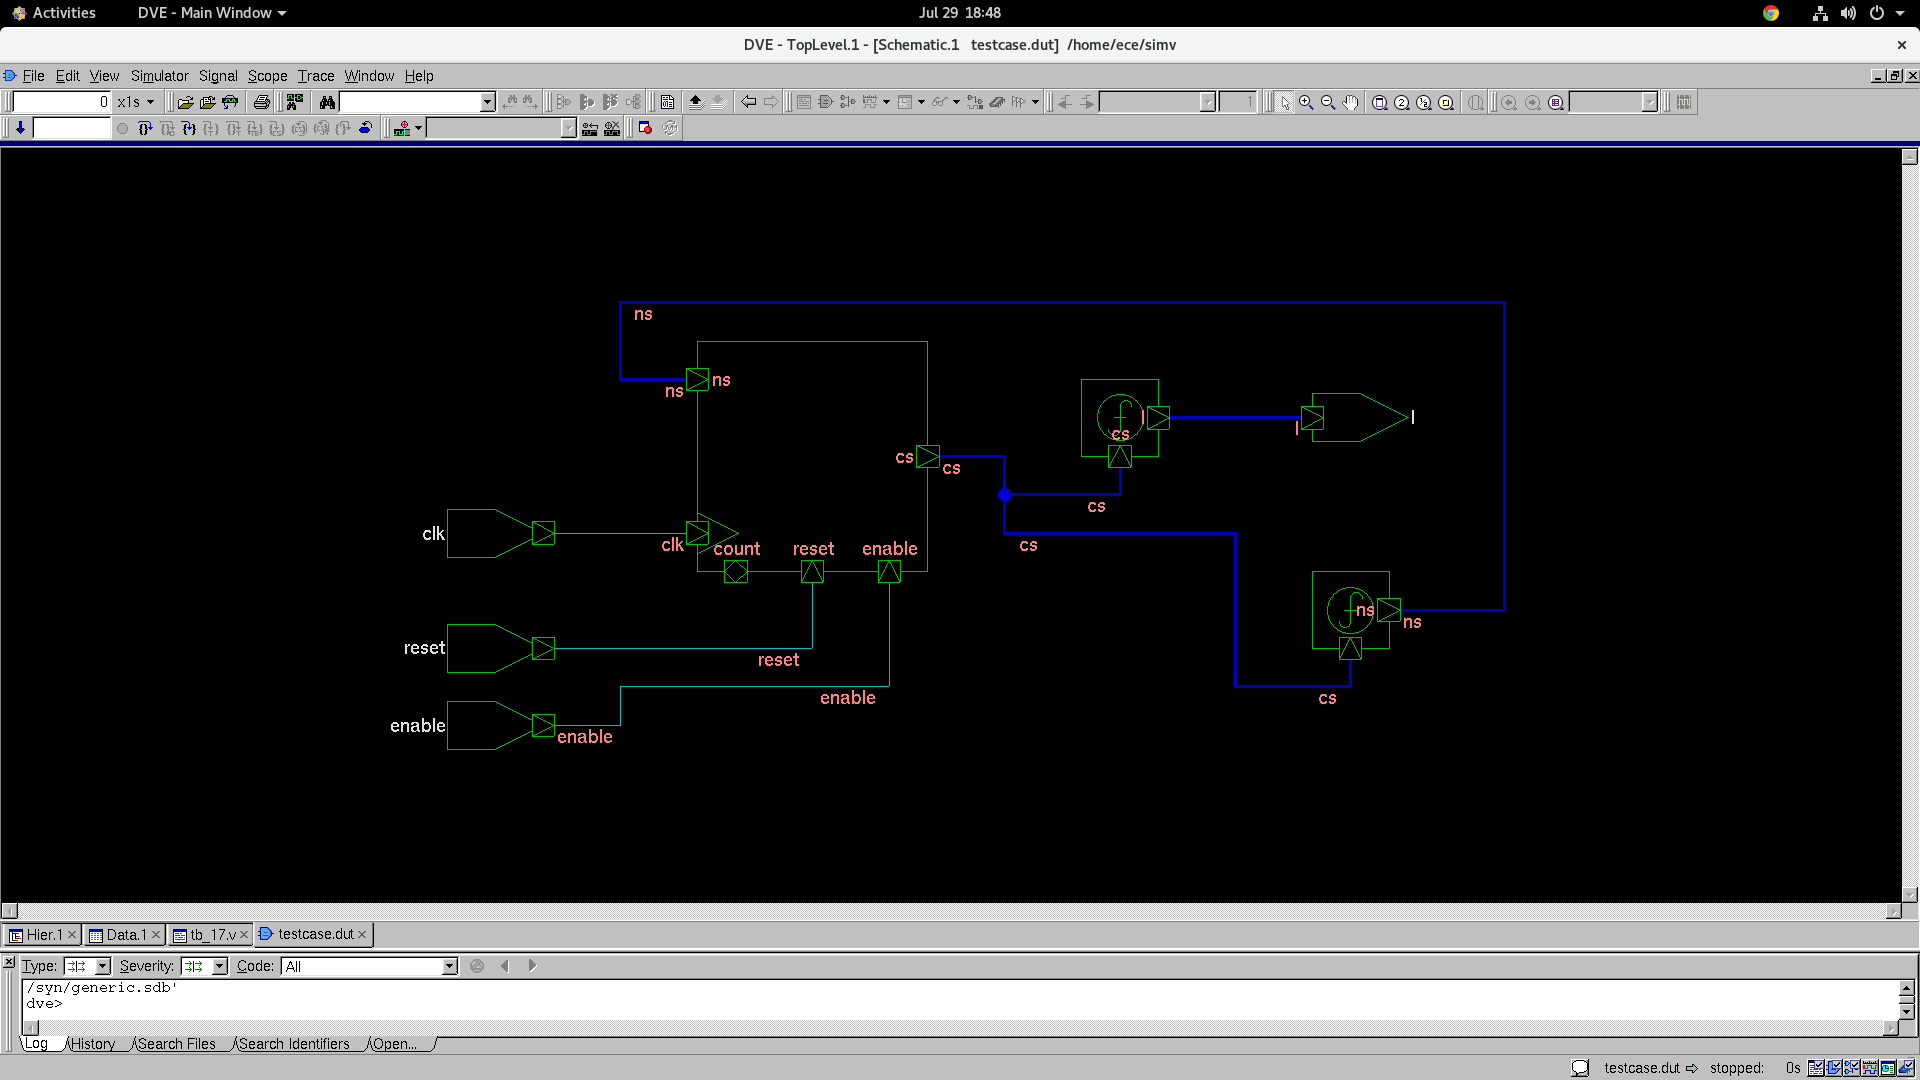 Activities
DVE - Main Window
Jul 29 18:48
DVE - TopLevel.1 - [Schematic.1 testcase.dut] /home/ece/simv
File Edit View Simulator Signal Scope Trace Window Help
0 x1s
1
ns
ns
ns
cs
cs
l
cs
l
l
cs
cs
clk
clk
count
reset
enable
ns
ns
reset
reset
enable
cs
enable
enable
Hier.1
Data.1
tb_17.v
testcase.dut
Type:
Severity:
Code: All
/syn/generic.sdb'
dve>
Log
History
Search Files
Search Identifiers
Open...
testcase.dut
stopped:
0s